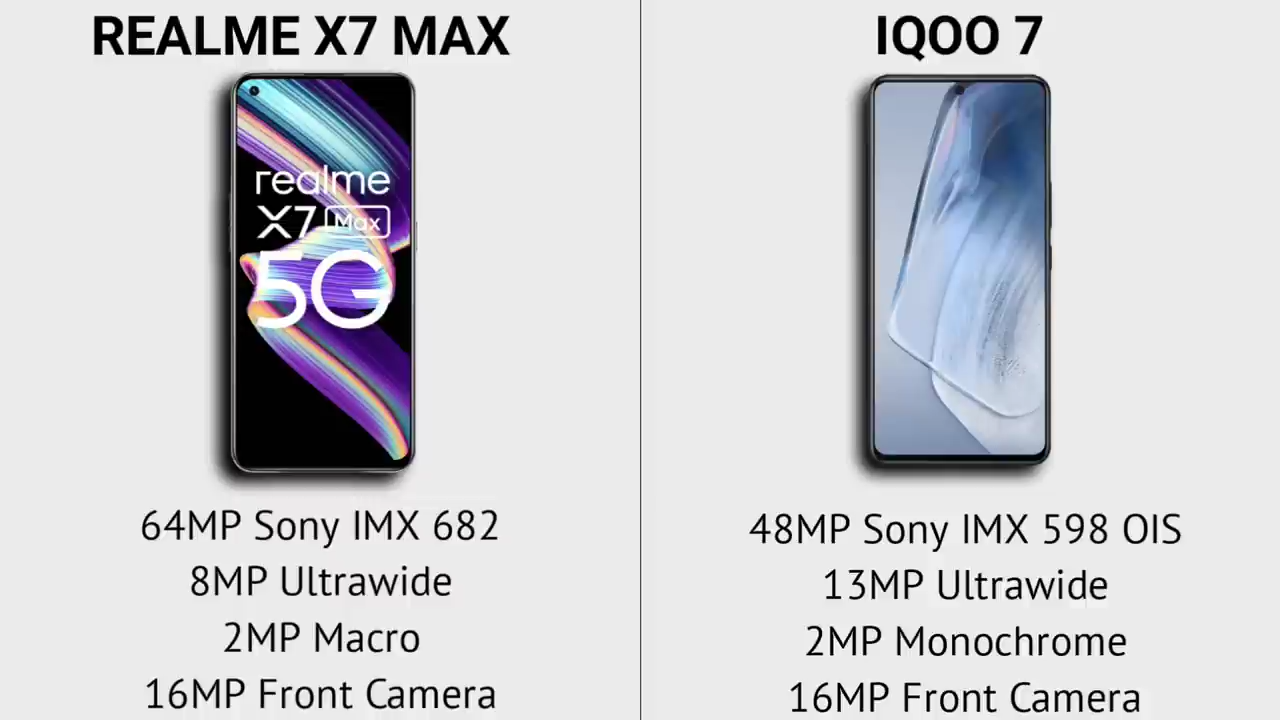 REALME X7 MAX
realme
X7 Max
5G
64MP Sony IMX 682
8MP Ultrawide
2MP Macro
16MP Front Camera
IQOO 7
48MP Sony IMX 598 OIS
13MP Ultrawide
2MP Monochrome
16MP Front Camera